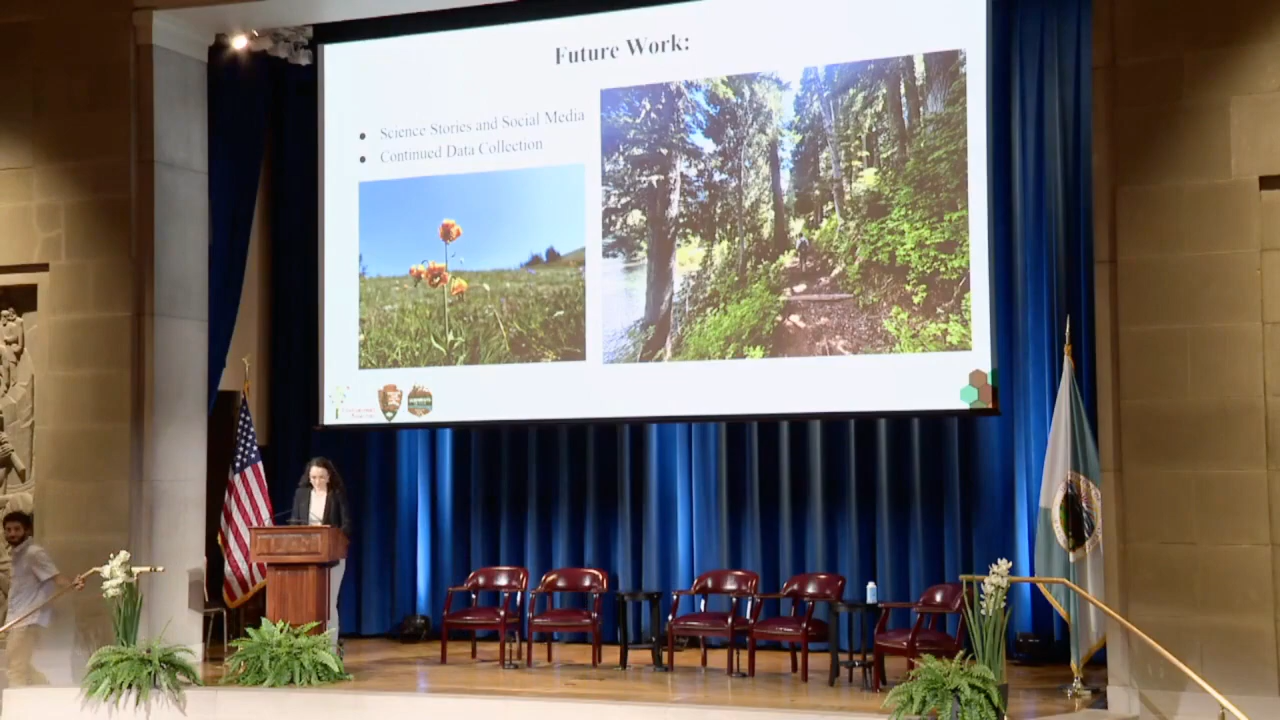 Future Work:
● Science Stories and Social Media
● Continued Data Collection